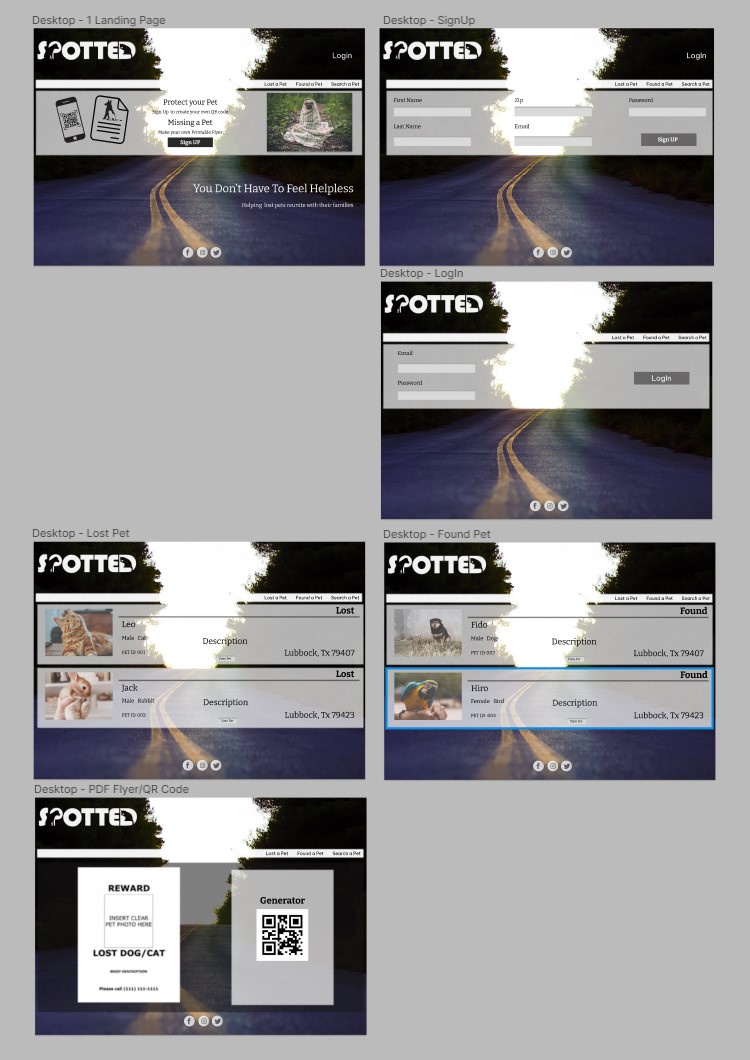 Desktop - 1 Landing Page
SPOTTED
Login
Lost a Pet Found a Pet Search a Pet
Protect your Pet
Sign Up to create your own QR code
Missing a Pet
Make your own Printable Flyer
Sign UP
You Don't Have To Feel Helpless
Helping lost pets reunite with their families
Desktop - SignUp
SPOTTED
LogIn
Lost a Pet Found a Pet Search a Pet
First Name
Zip
Password
Last Name
Email
Sign UP
Desktop - LogIn
SPOTTED
Lost a Pet Found a Pet Search a Pet
Email
Password
LogIn
Desktop - Lost Pet
SPOTTED
Lost a Pet Found a Pet Search a Pet
Lost
Leo
Male Cat
Description
PET ID 001
View Pet
Lubbock, Tx 79407
Lost
Jack
Male Rabbit
Description
PET ID 002
View Pet
Lubbock, Tx 79423
Desktop - Found Pet
SPOTTED
Lost a Pet Found a Pet Search a Pet
Found
Fido
Male Dog
Description
PET ID 003
View Pet
Lubbock, Tx 79407
Found
Hiro
Female Bird
Description
PET ID 004
View Pet
Lubbock, Tx 79423
Desktop - PDF Flyer/QR Code
SPOTTED
Lost a Pet Found a Pet Search a Pet
REWARD
INSERT CLEAR
PET PHOTO HERE
LOST DOG/CAT
BRIEF DESCRIPTION
Please call (111) 111-1111
Generator